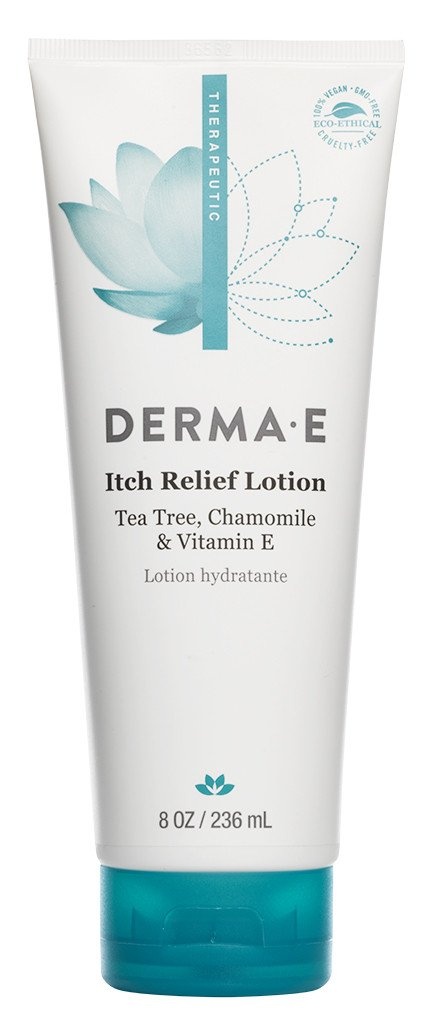 36552
THERAPEUTIC
100% VEGAN • GMO-FREE
ECO-ETHICAL
CRUELTY-FREE
DERMA·E
Itch Relief Lotion
Tea Tree, Chamomile
& Vitamin E
Lotion hydratante
8 OZ / 236 mL